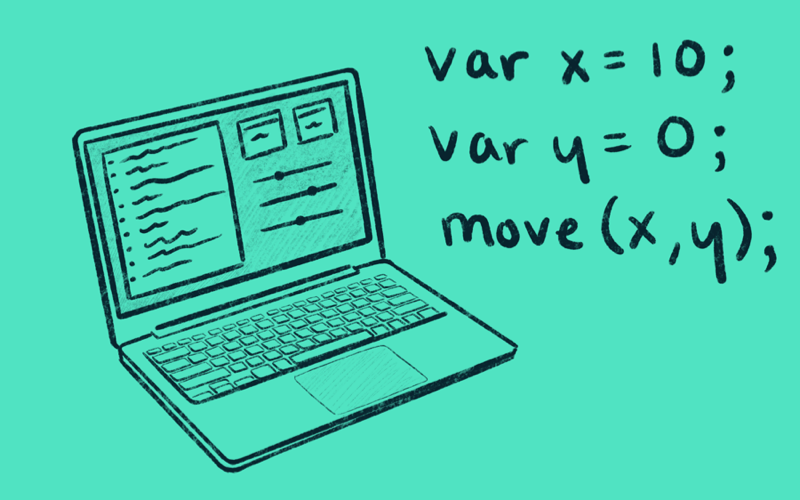 var x = 10;
var y = 0;
move(x,y);